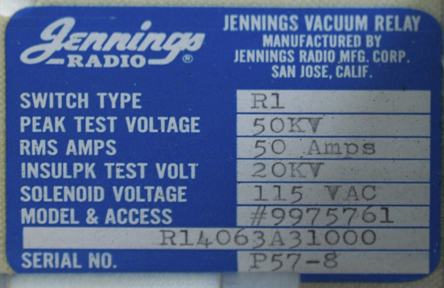 Jennings
RADIO®
JENNINGS VACUUM RELAY
MANUFACTURED BY
JENNINGS RADIO MFG. CORP.
SAN JOSE, CALIF.
SWITCH TYPE R1
PEAK TEST VOLTAGE 50KV
RMS AMPS 50 Amps
INSULPK TEST VOLT 20KV
SOLENOID VOLTAGE 115 VAC
MODEL & ACCESS #9975761
R14063A31000
SERIAL NO. P57-8